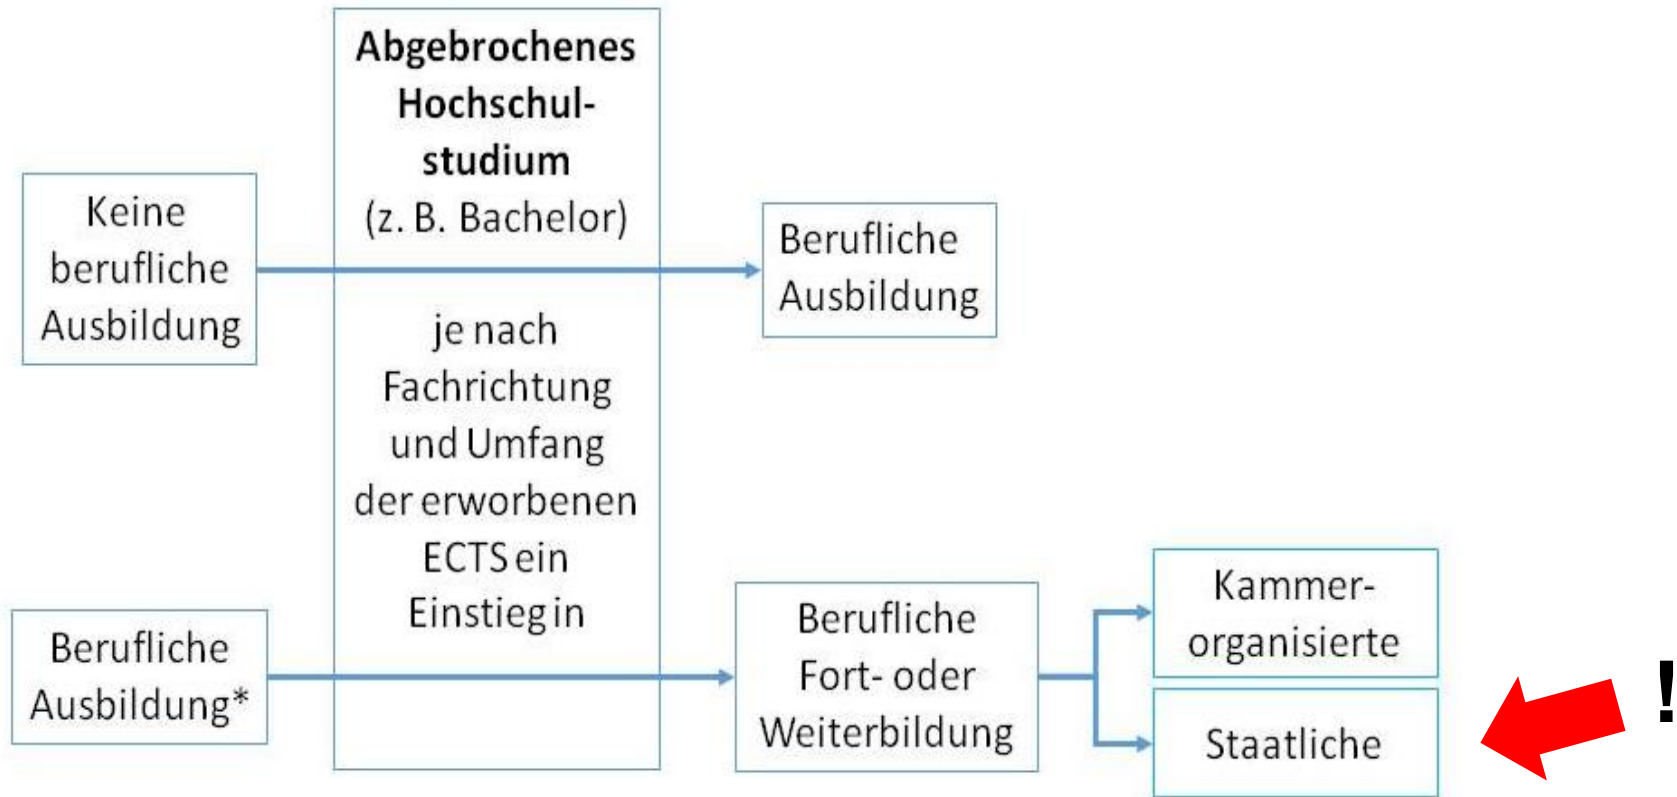 Keine
berufliche
Ausbildung
Abgebrochenes
Hochschul-
studium
(z. B. Bachelor)
je nach
Fachrichtung
und Umfang
der erworbenen
ECTS ein
Einstieg in
Berufliche
Ausbildung
Berufliche
Ausbildung*
Berufliche
Fort- oder
Weiterbildung
Kammer-
organisierte
Staatliche
!